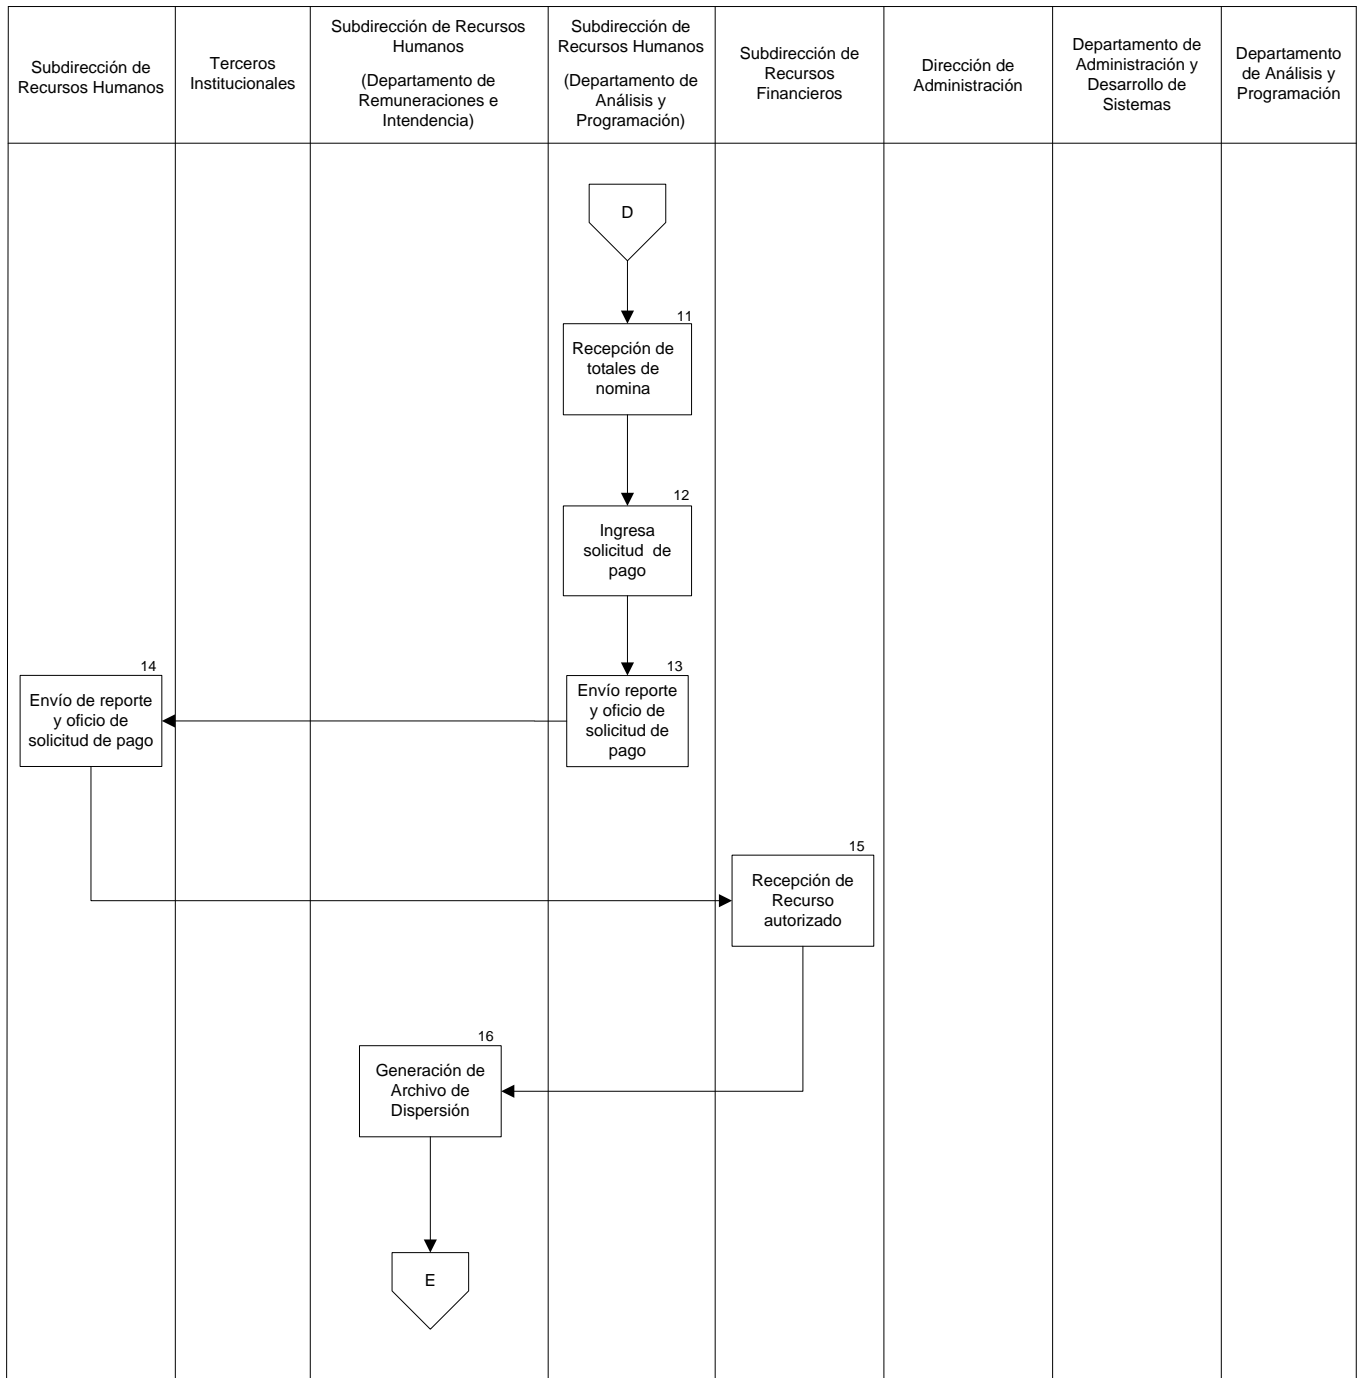 Subdirección de
Recursos Humanos
Terceros
Institucionales
Subdirección de Recursos
Humanos
(Departamento de
Remuneraciones e
Intendencia)
Subdirección de
Recursos Humanos
(Departamento de
Análisis y
Programación)
Subdirección de
Recursos
Financieros
Dirección de
Administración
Departamento de
Administración y
Desarrollo de
Sistemas
Departamento
de Análisis y
Programación
D
11
Recepción de
totales de
nomina
12
Ingresa
solicitud de
pago
13
Envío reporte
y oficio de
solicitud de
pago
14
Envío de reporte
y oficio de
solicitud de pago
15
Recepción de
Recurso
autorizado
16
Generación de
Archivo de
Dispersión
E